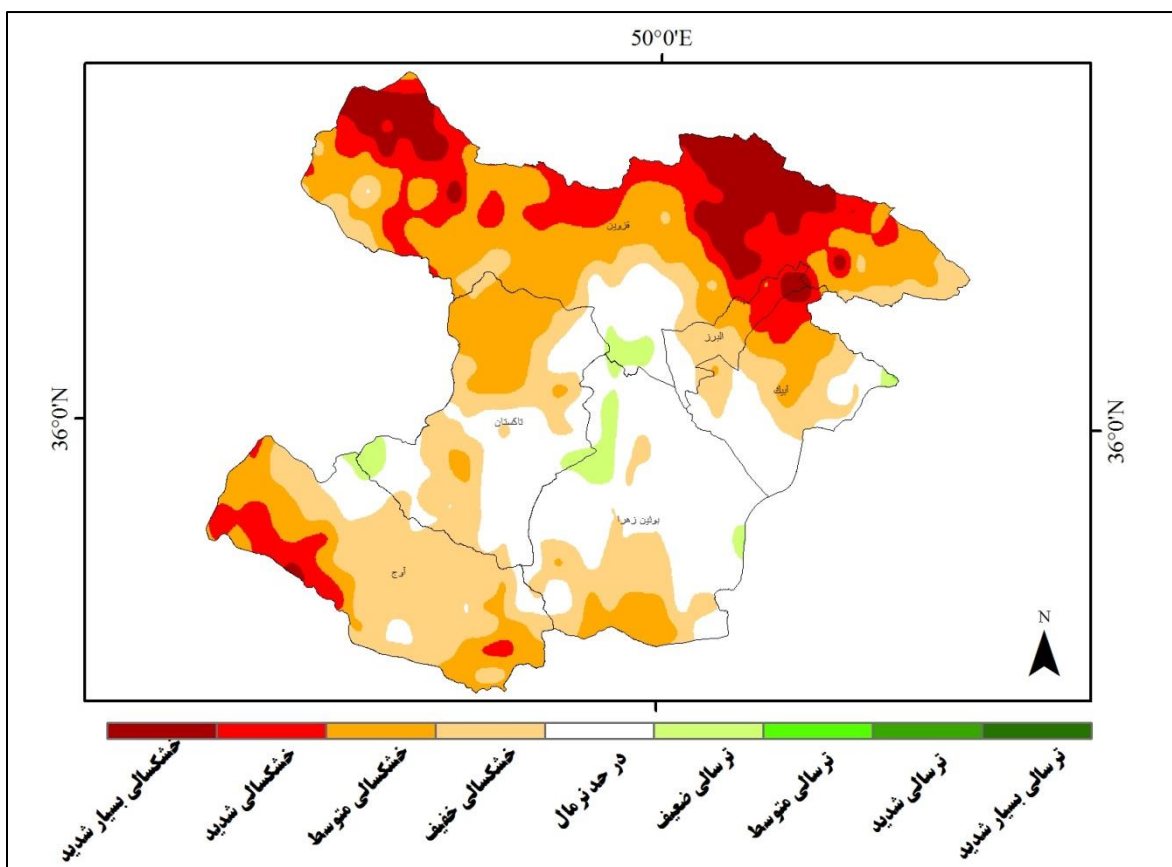 50°0'E
قزوین
البرز
آبیک
36°0'N
تاکستان
36°0'N
بوئین زهرا
آوج
N
خشکسالی بسیار شدید
خشکسالی شدید
خشکسالی متوسط
خشکسالی خفیف
در حد نرمال
ترسالی ضعیف
ترسالی متوسط
ترسالی شدید
ترسالی بسیار شدید